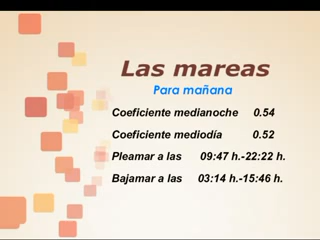 Las mareas
Para mañana
Coeficiente medianoche 0.54
Coeficiente mediodía 0.52
Pleamar a las 09:47 h.-22:22 h.
Bajamar a las 03:14 h.-15:46 h.